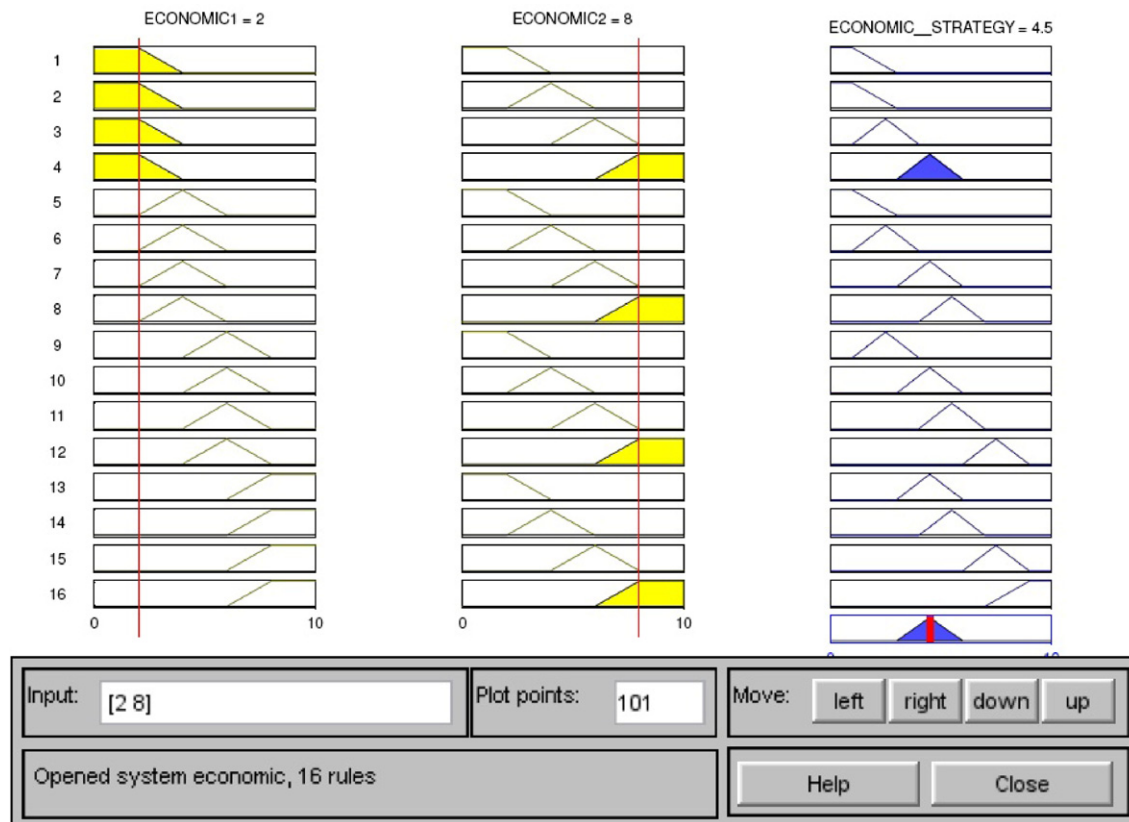 ECONOMIC1 = 2
ECONOMIC2 = 8
ECONOMIC__STRATEGY = 4.5
1
2
3
4
5
6
7
8
9
10
11
12
13
14
15
16
0 10
0 10
Input: [2 8]
Plot points: 101
Move: left right down up
Opened system economic, 16 rules
Help Close